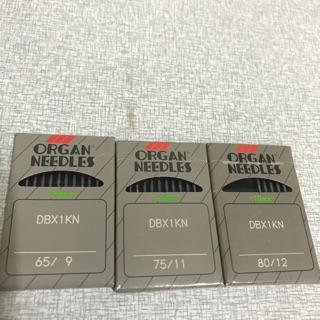 ORGAN
NEEDLES
DBX1KN
65/ 9
ORGAN
NEEDLES
DBX1KN
75/11
ORGAN
NEEDLES
DBX1KN
80/12